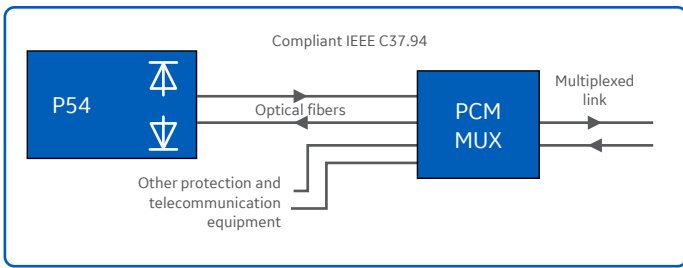 Compliant IEEE C37.94
P54
Optical fibers
PCM
MUX
Multiplexed
link
Other protection and
telecommunication
equipment